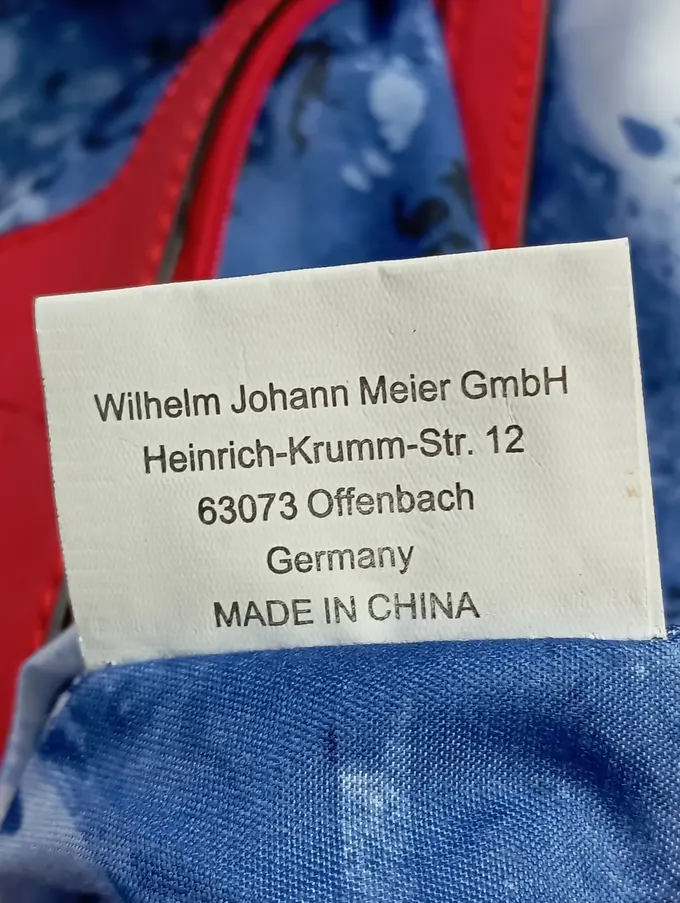 Wilhelm Johann Meier GmbH
Heinrich-Krumm-Str. 12
63073 Offenbach
Germany
MADE IN CHINA